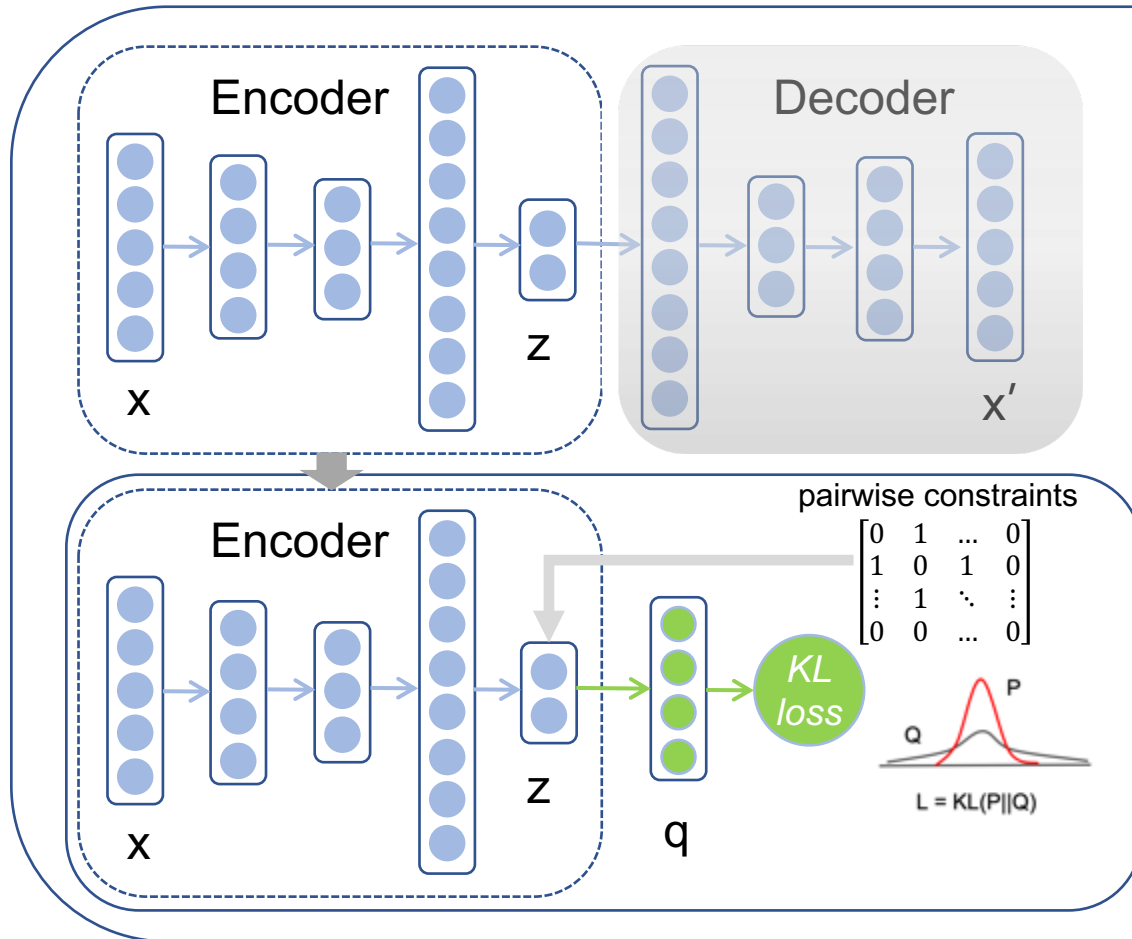 Encoder
Decoder
x
z
x′
Encoder
pairwise constraints
0 1 … 0
1 0 1 0
⋮ 1 ⋱ ⋮
0 0 … 0
x
z
q
KL
loss
P
Q
L = KL(P||Q)